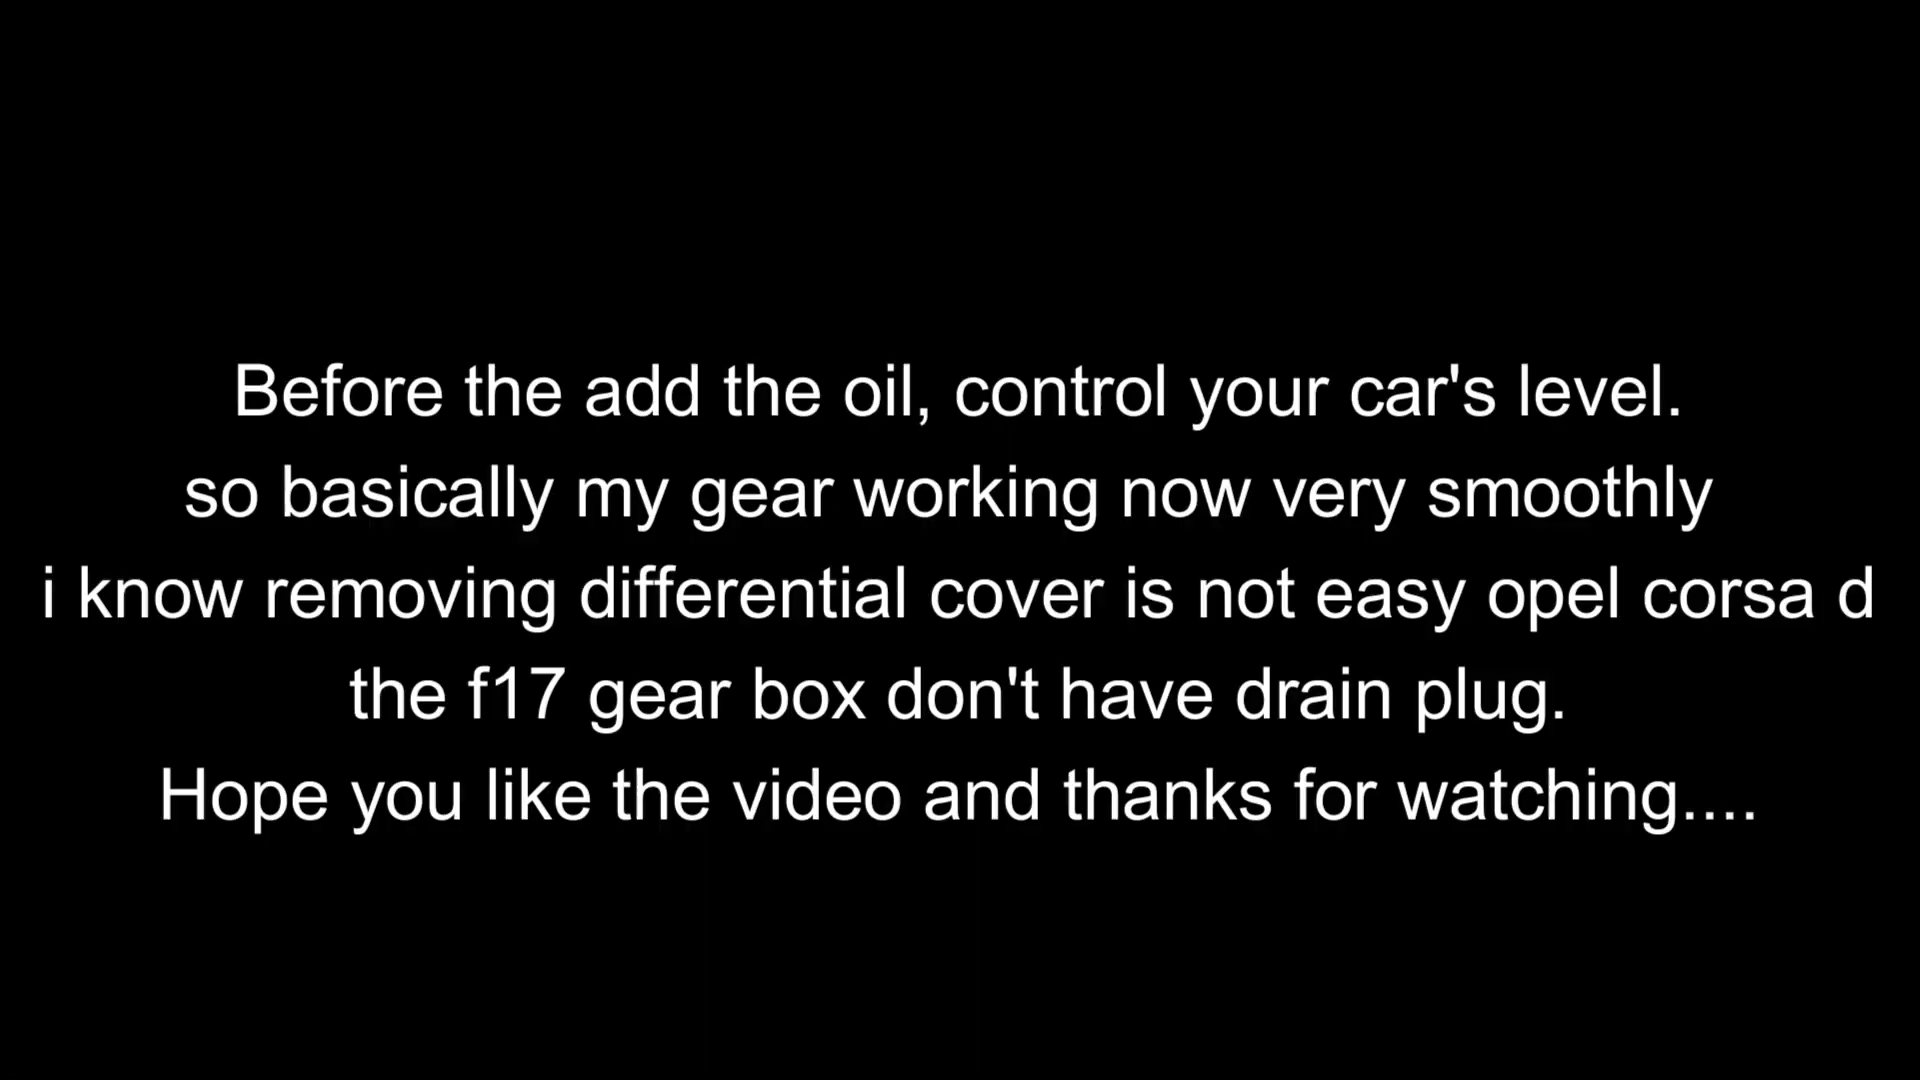 Before the add the oil, control your car's level.
so basically my gear working now very smoothly
i know removing differential cover is not easy opel corsa d
the f17 gear box don't have drain plug.
Hope you like the video and thanks for watching....